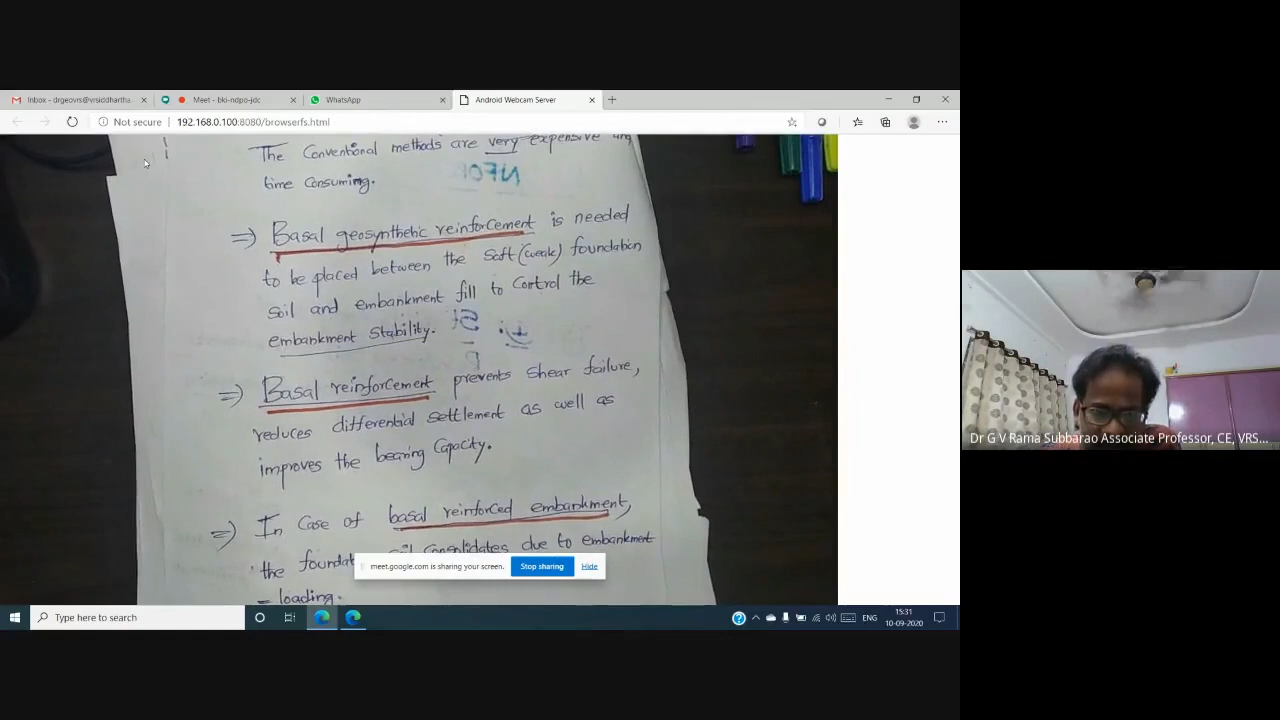 Inbox - drgeovrs@vrsiddhartha.
Meet - bki-ndpo-jdc
WhatsApp
Android Webcam Server
Not secure
192.168.0.100:8080/browserfs.html
The Conventional methods are very expensive and
time Consuming.
⇒ Basal geosynthetic reinforcement is needed
to be placed between the soft (weak) foundation
soil and embankment fill to Control the
embankment Stability.
⇒ Basal reinforcement prevents shear failure,
reduces differential settlement as well as
improves the bearing Capacity.
⇒ In Case of basal reinforced embankment,
the foundat soil consolidates due to embankment
= loading.
meet.google.com is sharing your screen.
Stop sharing
Hide
Dr G V Rama Subbarao Associate Professor, CE, VRS...
Type here to search
ENG
15:31
10-09-2020